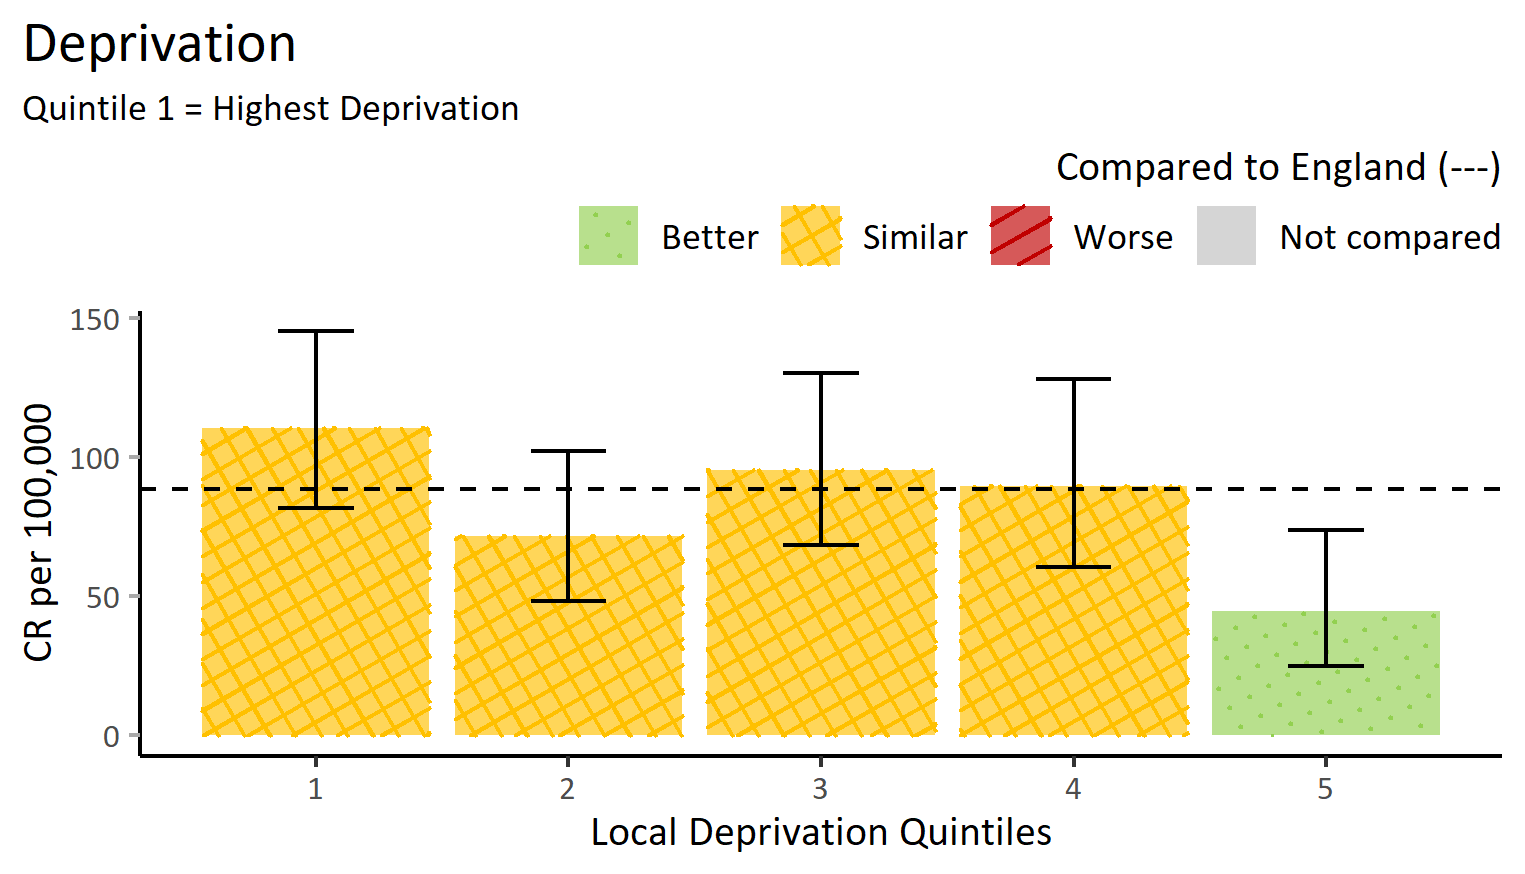 Deprivation
Quintile 1 = Highest Deprivation
Compared to England (---)
Better Similar Worse Not compared
CR per 100,000
150
100
50
0
1 2 3 4 5
Local Deprivation Quintiles